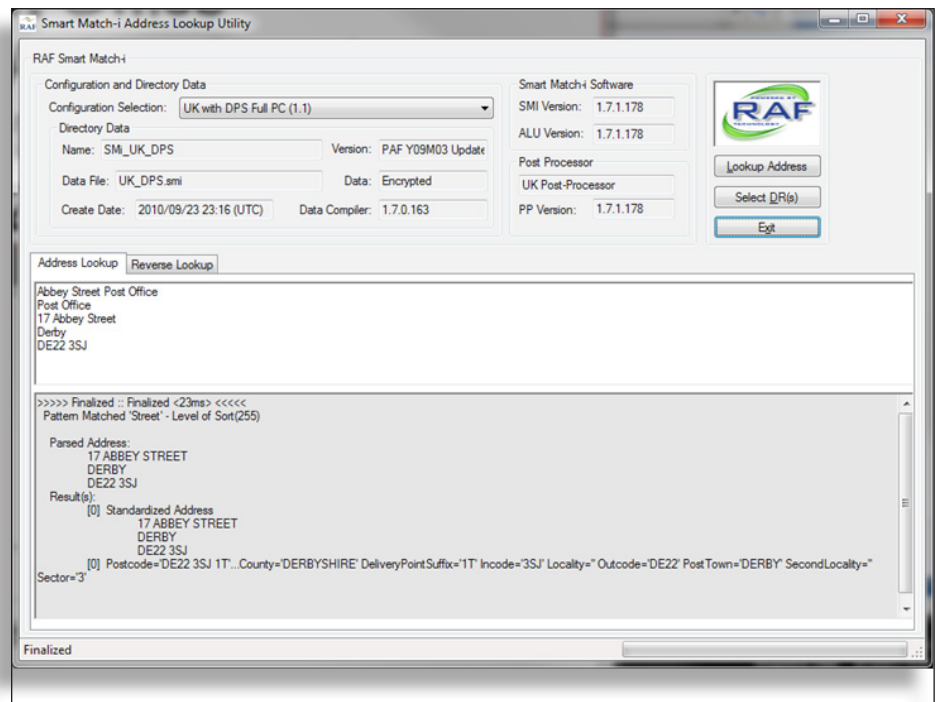 Smart Match-i Address Lookup Utility
RAF Smart Match-i
Configuration and Directory Data
Configuration Selection: UK with DPS Full PC (1.1)
Directory Data
Name: SMi_UK_DPS Version: PAF Y09M03 Update
Data File: UK_DPS.smi Data: Encrypted
Create Date: 2010/09/23 23:16 (UTC) Data Compiler: 1.7.0.163
Smart Match-i Software
SMI Version: 1.7.1.178
ALU Version: 1.7.1.178
Post Processor
UK Post-Processor
PP Version: 1.7.1.178
POWERED BY
RAF
TECHNOLOGY
Lookup Address
Select DR(s)
Exit
Address Lookup Reverse Lookup
Abbey Street Post Office
Post Office
17 Abbey Street
Derby
DE22 3SJ
>>>>> Finalized :: Finalized <23ms> <<<<<
Pattern Matched 'Street' - Level of Sort(255)
Parsed Address:
17 ABBEY STREET
DERBY
DE22 3SJ
Result(s):
[0] Standardized Address
17 ABBEY STREET
DERBY
DE22 3SJ
[0] Postcode='DE22 3SJ 1T'...County='DERBYSHIRE' DeliveryPointSuffix='1T' Incode='3SJ' Locality='' Outcode='DE22' PostTown='DERBY' SecondLocality=''
Sector='3'
Finalized